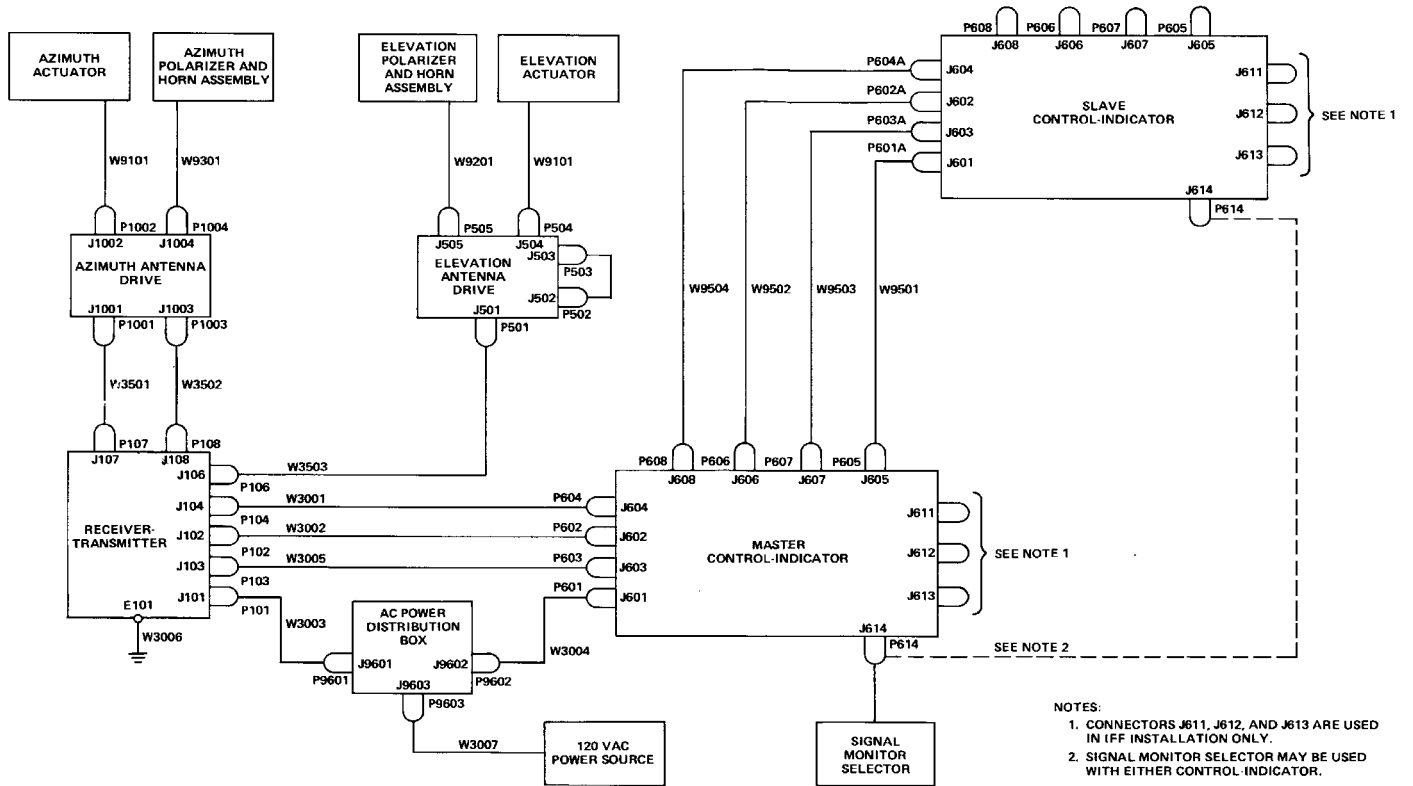 AZIMUTH
ACTUATOR
AZIMUTH
POLARIZER AND
HORN ASSEMBLY
ELEVATION
POLARIZER
AND HORN
ASSEMBLY
ELEVATION
ACTUATOR
W9101
W9301
W9201
W9101
P1002
P1004
J1002
J1004
AZIMUTH ANTENNA
DRIVE
J1001
J1003
P1001
P1003
W3501
W3502
P505
P504
J505
J504
J503
P503
ELEVATION
ANTENNA
DRIVE
J502
P502
J501
P501
P608
P606
P607
P605
J608
J606
J607
J605
P604A
J604
P602A
J602
P603A
J603
P601A
J601
SLAVE
CONTROL-INDICATOR
J611
J612
J613
SEE NOTE 1
J614
P614
W9504
W9502
W9503
W9501
P107
P108
J107
J108
J106
P106
W3503
J104
P104
W3001
J102
P102
W3002
J103
P103
W3005
J101
P101
RECEIVER-
TRANSMITTER
E101
W3006
W3003
P608
P606
P607
P605
J608
J606
J607
J605
P604
J604
P602
J602
P603
J603
P601
J601
MASTER
CONTROL-INDICATOR
J611
J612
J613
SEE NOTE 1
J614
P614
SEE NOTE 2
AC POWER
DISTRIBUTION
BOX
J9601
J9602
P9601
P9602
J9603
P9603
W3004
W3007
120 VAC
POWER SOURCE
SIGNAL
MONITOR
SELECTOR
NOTES:
1. CONNECTORS J611, J612, AND J613 ARE USED
IN IFF INSTALLATION ONLY.
2. SIGNAL MONITOR SELECTOR MAY BE USED
WITH EITHER CONTROL-INDICATOR.